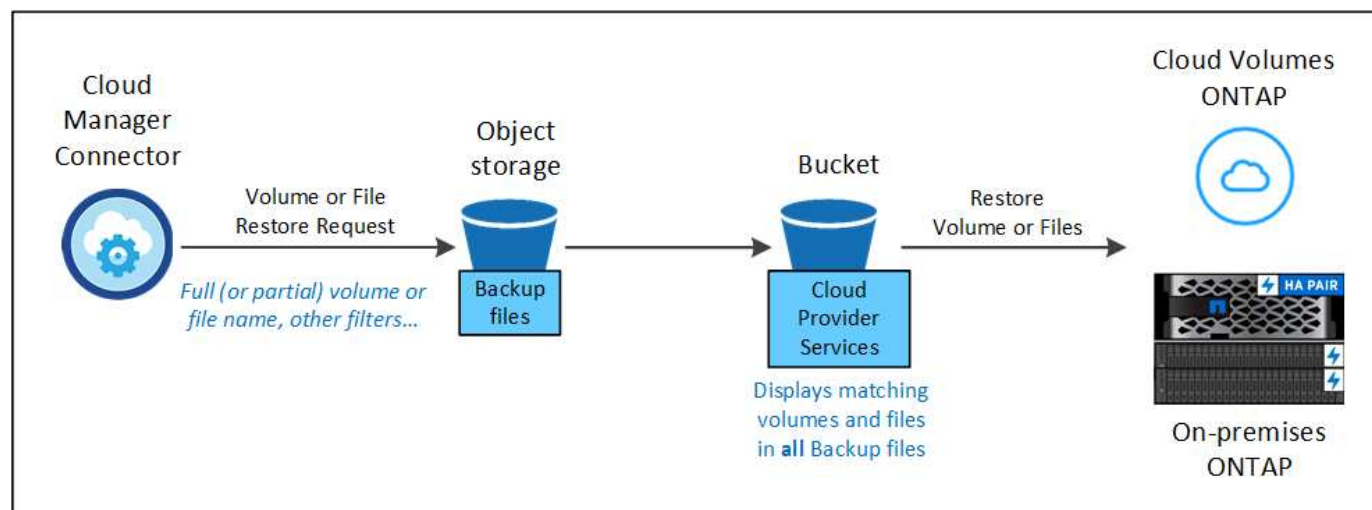 Cloud
Manager
Connector
Volume or File
Restore Request
Full (or partial) volume or
file name, other filters...
Object
storage
Backup
files
Bucket
Cloud
Provider
Services
Displays matching
volumes and files
in all Backup files
Restore
Volume or Files
Cloud Volumes
ONTAP
HA PAIR
On-premises
ONTAP